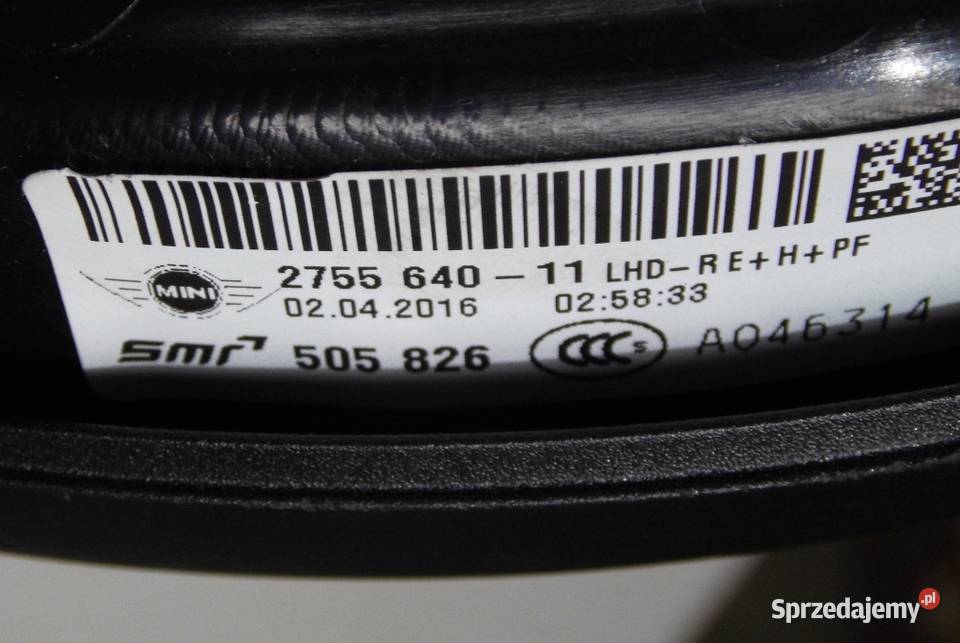 2755 640 - 11 LHD-R E+H+PF
MINI
02.04.2016 02:58:33
smr 505 826 CCC S A046314
Sprzedajemy.pl